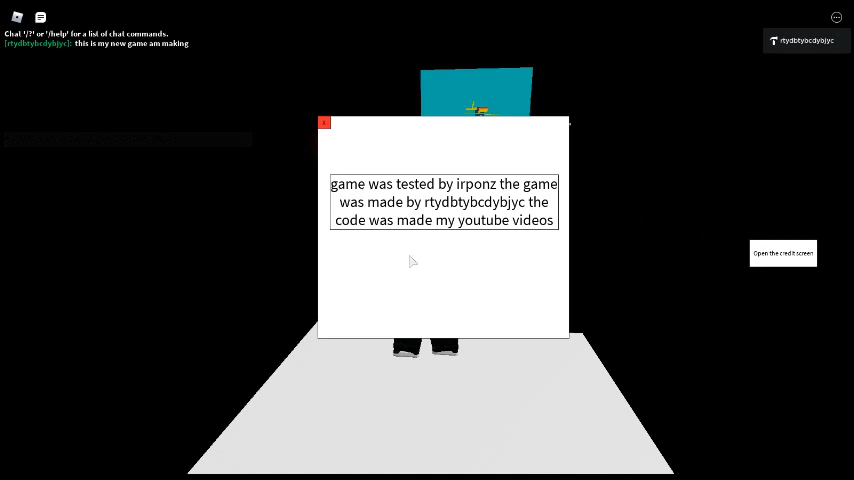 Chat '/?' or '/help' for a list of chat commands.
[rtydbtybcdybjyc]: this is my new game am making
rtydbtybcdybjyc
X
game was tested by irponz the game
was made by rtydbtybcdybjyc the
code was made my youtube videos
Open the credit screen